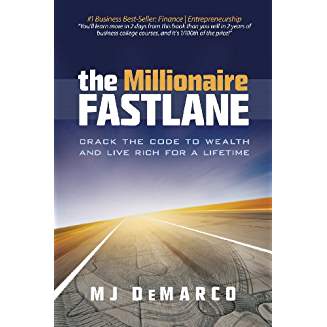 #1 Business Best-Seller: Finance | Entrepreneurship
"You'll learn more in 2 days from this book than you will in 2 years of
business college courses, and it's 1/100th of the price!"
the Millionaire
FASTLANE
CRACK THE CODE TO WEALTH
AND LIVE RICH FOR A LIFETIME
MJ DEMARCO